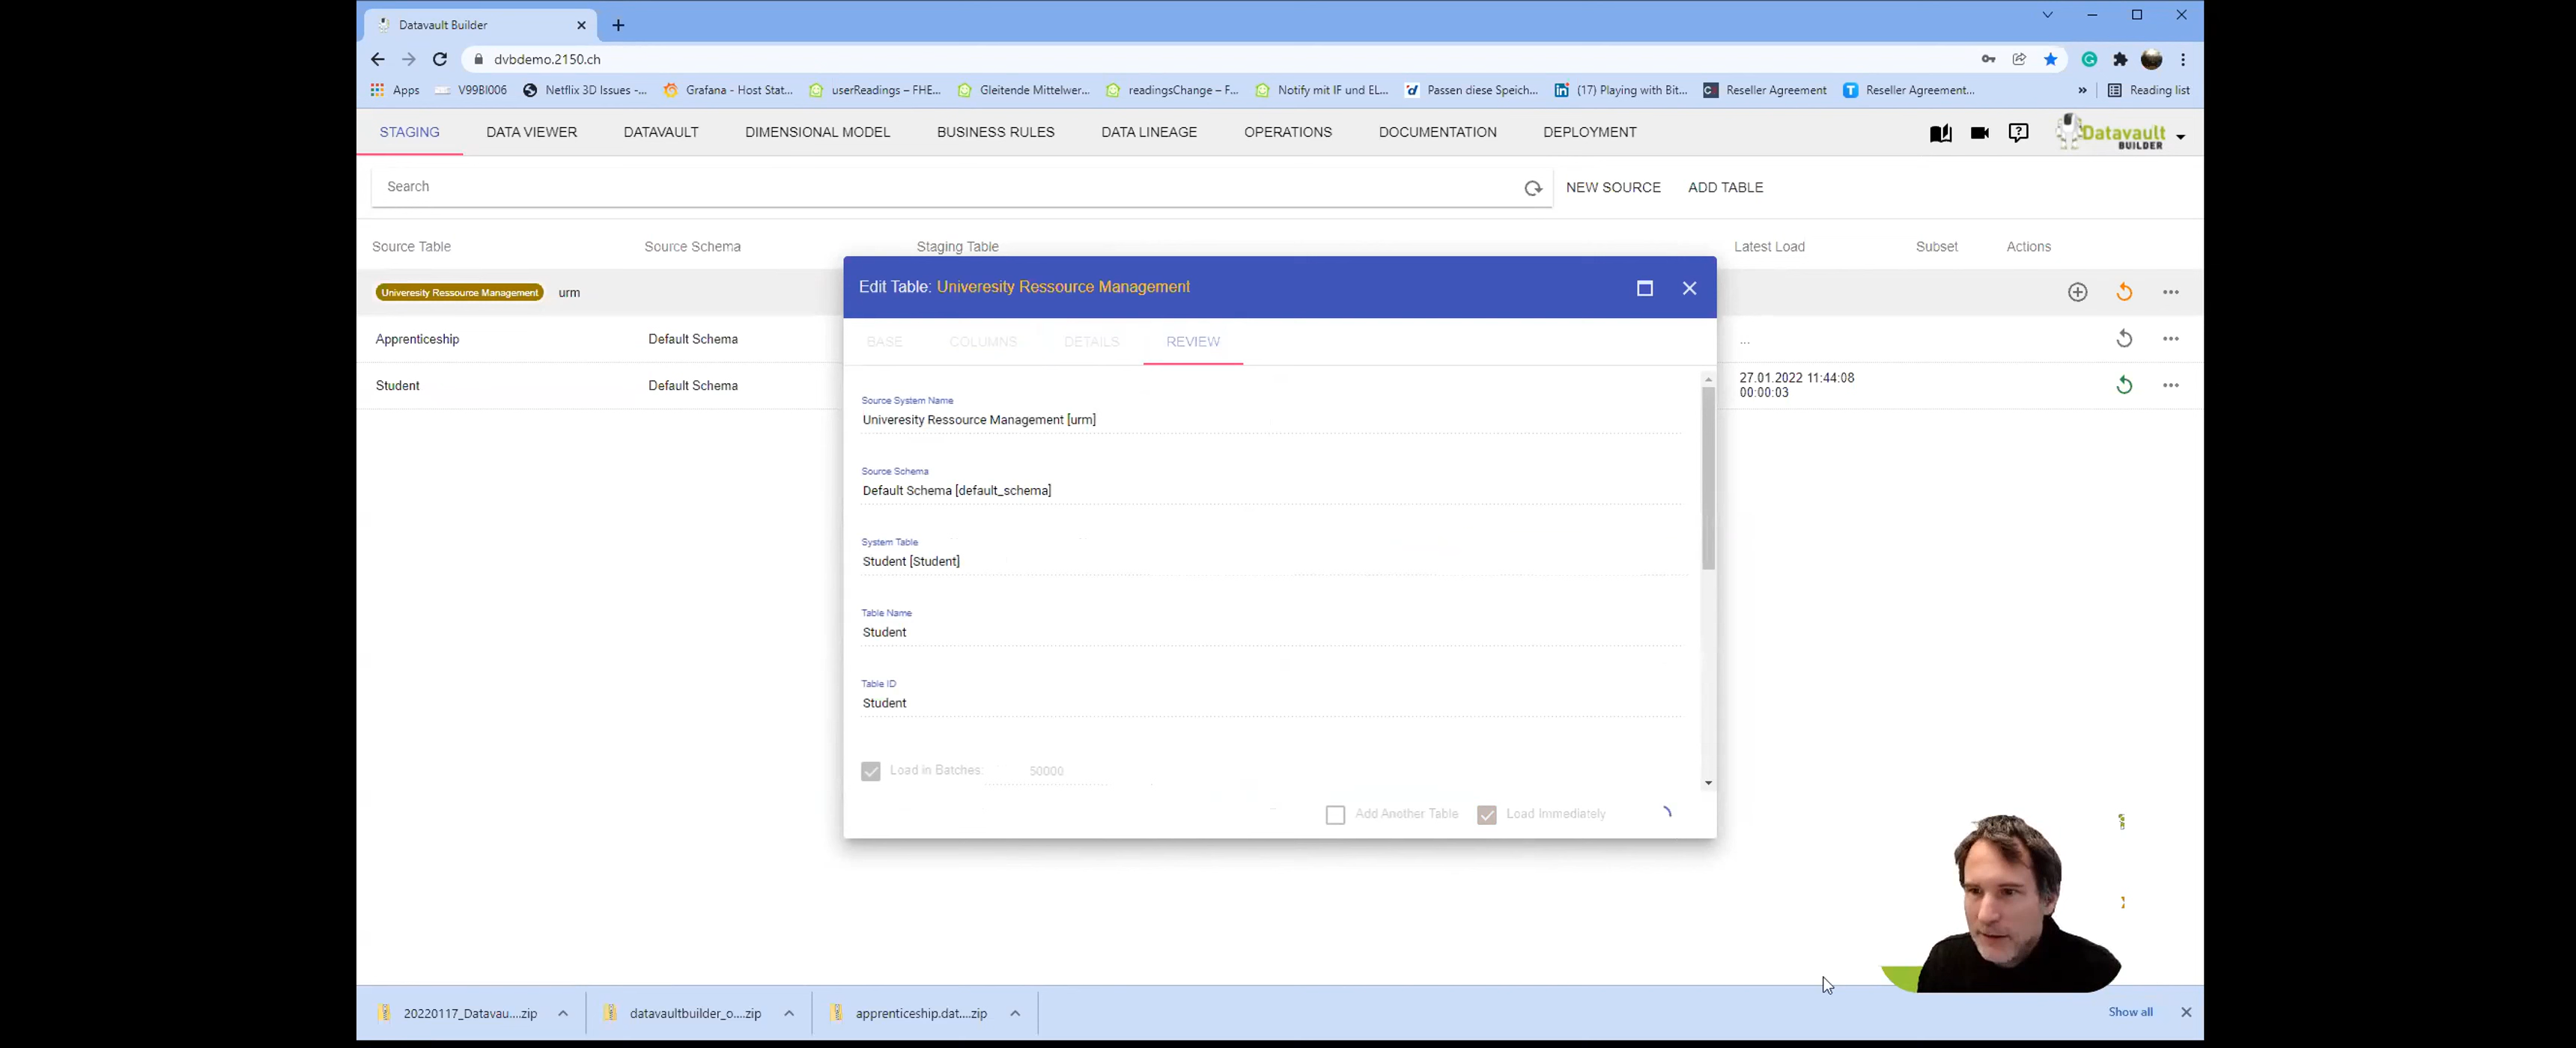 Datavault Builder
dvbdemo.2150.ch
Apps V99BI006 Netflix 3D Issues -... Grafana - Host Stat... userReadings – FHE... Gleitende Mittelwer... readingsChange – F... Notify mit IF und EL... Passen diese Speich... (17) Playing with Bit... Reseller Agreement Reseller Agreement... » Reading list
STAGING DATA VIEWER DATAVAULT DIMENSIONAL MODEL BUSINESS RULES DATA LINEAGE OPERATIONS DOCUMENTATION DEPLOYMENT Datavault BUILDER
Search NEW SOURCE ADD TABLE
Source Table Source Schema Staging Table Latest Load Subset Actions
Univeresity Ressource Management urm
Apprenticeship Default Schema ...
Student Default Schema 27.01.2022 11:44:08
00:00:03
Edit Table: Univeresity Ressource Management
BASE COLUMNS DETAILS REVIEW
Source System Name
Univeresity Ressource Management [urm]
Source Schema
Default Schema [default_schema]
System Table
Student [Student]
Table Name
Student
Table ID
Student
Load in Batches: 50000
Add Another Table Load Immediately
20220117_Datavau....zip datavaultbuilder_o....zip apprenticeship.dat....zip Show all